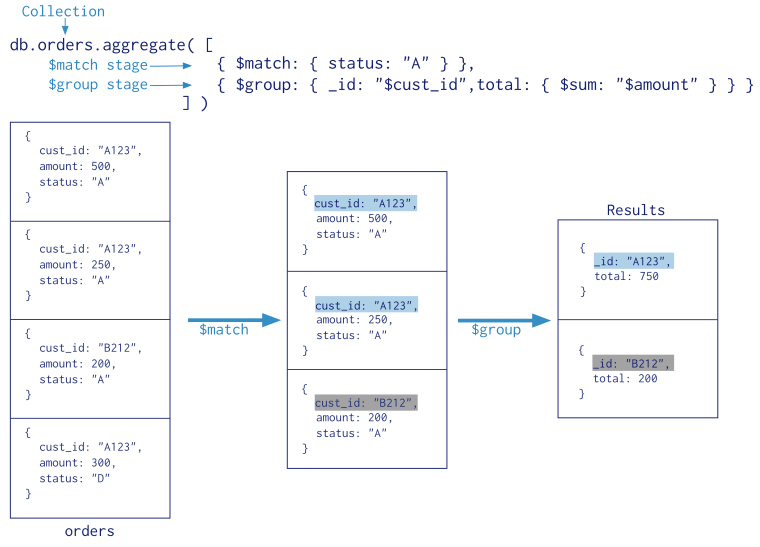 Collection
db.orders.aggregate( [
$match stage { $match: { status: "A" } },
$group stage { $group: { _id: "$cust_id",total: { $sum: "$amount" } } }
] )
{
cust_id: "A123",
amount: 500,
status: "A"
}
{
cust_id: "A123",
amount: 250,
status: "A"
}
{
cust_id: "B212",
amount: 200,
status: "A"
}
{
cust_id: "A123",
amount: 300,
status: "D"
}
orders
$match
{
cust_id: "A123",
amount: 500,
status: "A"
}
{
cust_id: "A123",
amount: 250,
status: "A"
}
{
cust_id: "B212",
amount: 200,
status: "A"
}
$group
Results
{
_id: "A123",
total: 750
}
{
_id: "B212",
total: 200
}